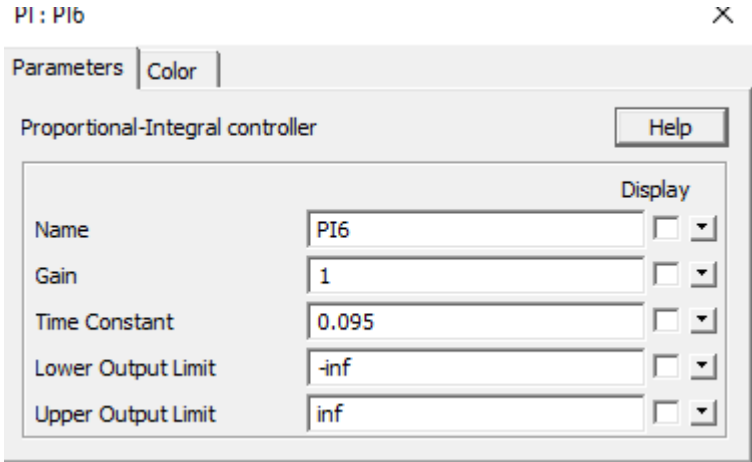 PI : PI6
Parameters Color
Proportional-Integral controller Help
Display
Name PI6
Gain 1
Time Constant 0.095
Lower Output Limit -inf
Upper Output Limit inf